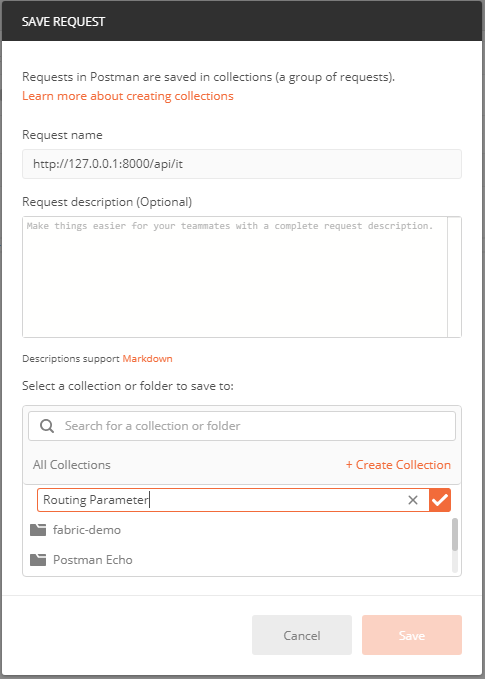 SAVE REQUEST
Requests in Postman are saved in collections (a group of requests).
Learn more about creating collections
Request name
http://127.0.0.1:8000/api/it
Request description (Optional)
Make things easier for your teammates with a complete request description.
Descriptions support Markdown
Select a collection or folder to save to:
Search for a collection or folder
All Collections + Create Collection
Routing Parameter
fabric-demo
Postman Echo
Cancel Save